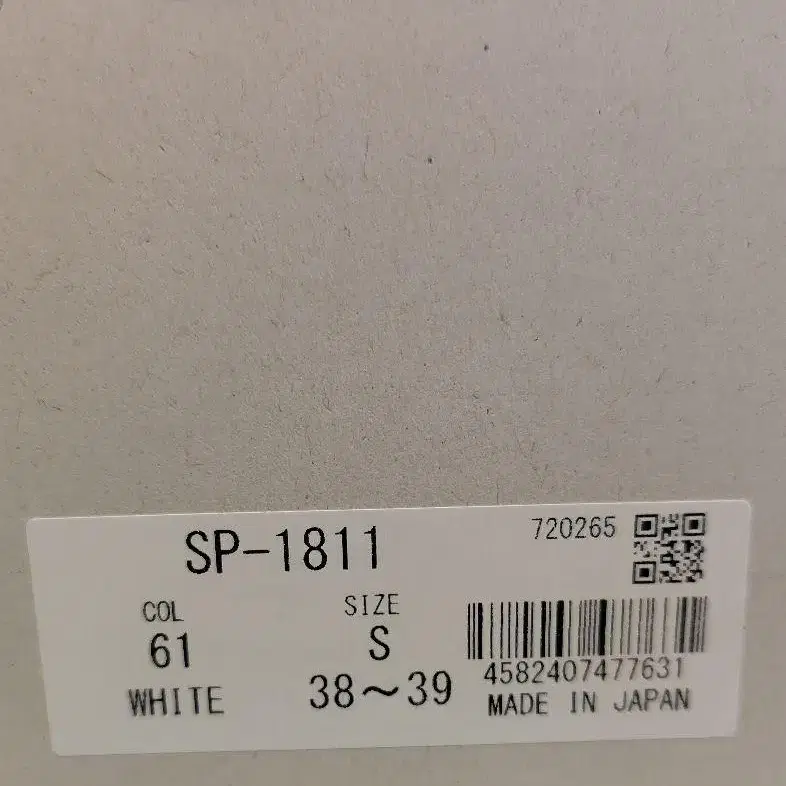 SP-1811
720265
COL
61
WHITE
SIZE
S
38～39
4582407477631
MADE IN JAPAN